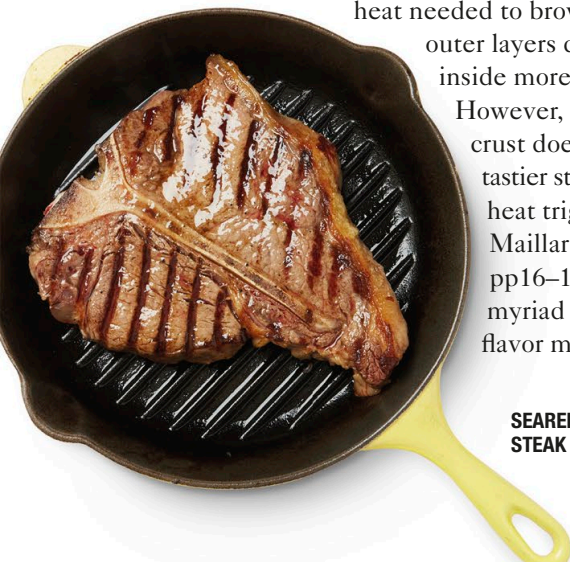 heat needed to brow
outer layers
inside more
However,
crust doe
tastier st
heat trig
Maillar
pp16–1
myriad
flavor m
SEARE
STEAK